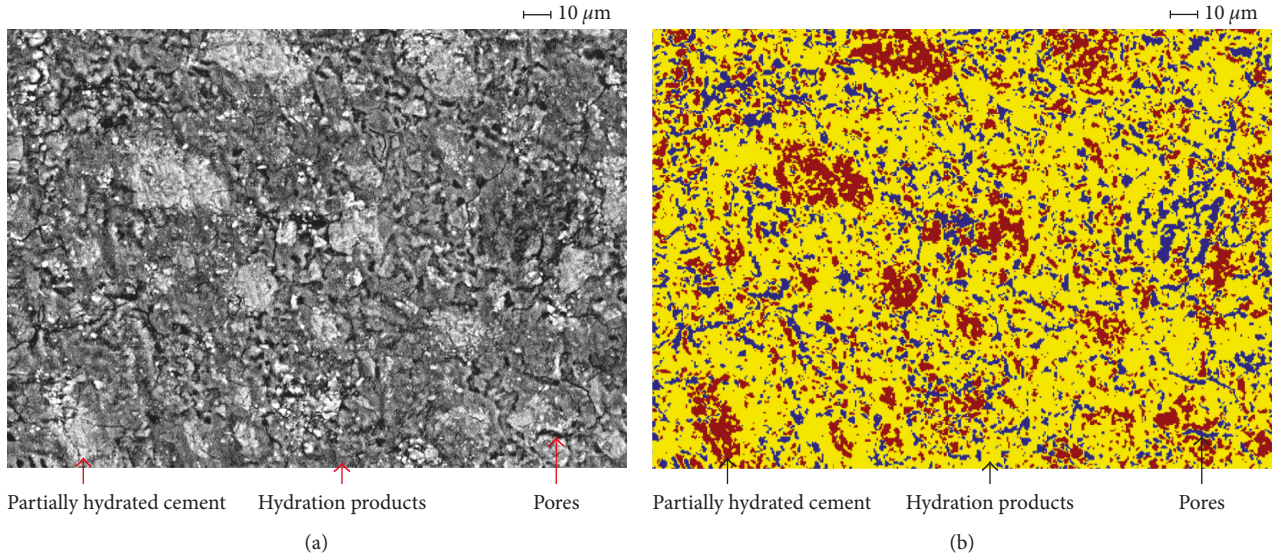 10 μm
10 μm
Partially hydrated cement
Hydration products
Pores
Partially hydrated cement
Hydration products
Pores
(a)
(b)